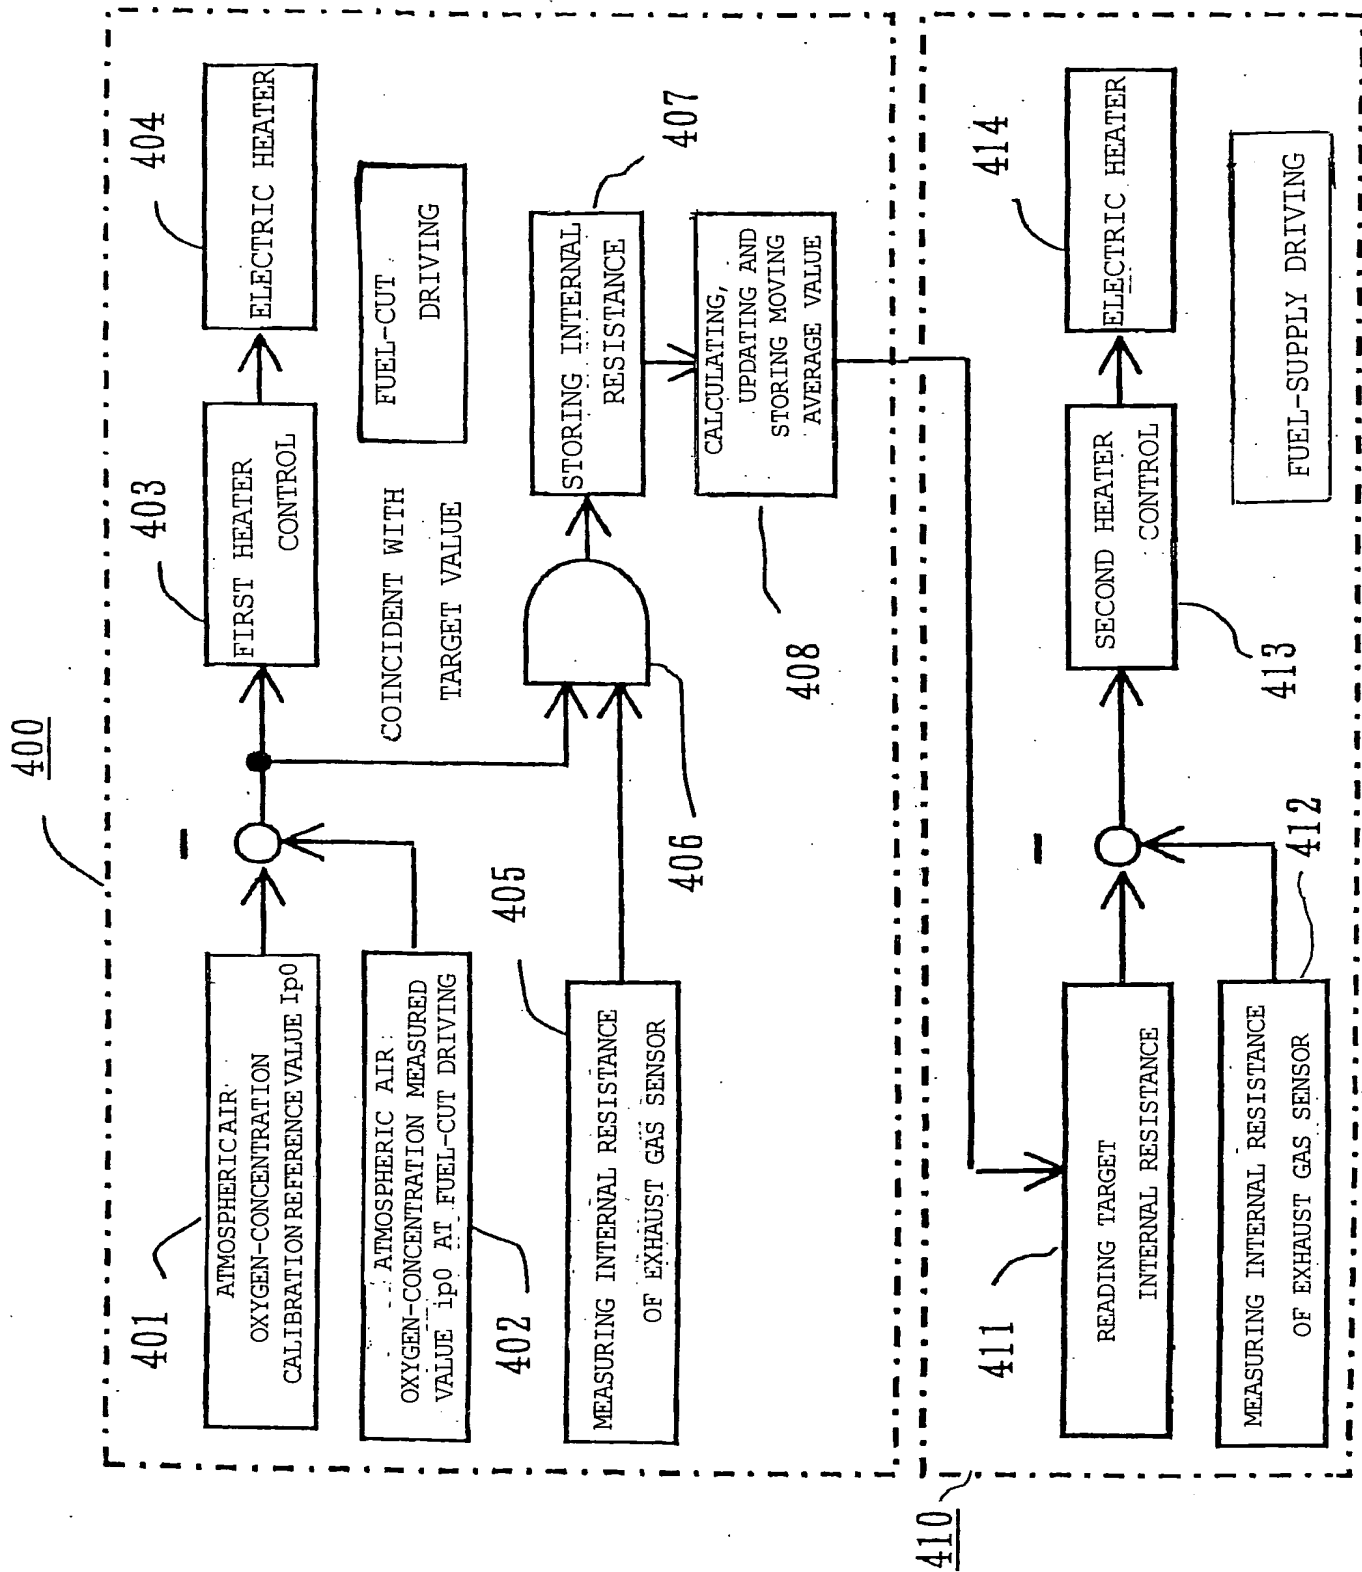 400
401
ATMOSPHERIC AIR
OXYGEN-CONCENTRATION
CALIBRATION REFERENCE VALUE Ip0
403
FIRST HEATER
CONTROL
404
ELECTRIC HEATER
ATMOSPHERIC AIR
OXYGEN-CONCENTRATION MEASURED
VALUE ip0 AT FUEL-CUT DRIVING
402
COINCIDENT WITH
TARGET VALUE
FUEL-CUT
DRIVING
405
MEASURING INTERNAL RESISTANCE
OF EXHAUST GAS SENSOR
406
STORING INTERNAL
RESISTANCE
407
CALCULATING,
UPDATING AND
STORING MOVING
AVERAGE VALUE
408
410
411
READING TARGET
INTERNAL RESISTANCE
SECOND HEATER
CONTROL
413
414
ELECTRIC HEATER
MEASURING INTERNAL RESISTANCE
OF EXHAUST GAS SENSOR
412
FUEL-SUPPLY DRIVING